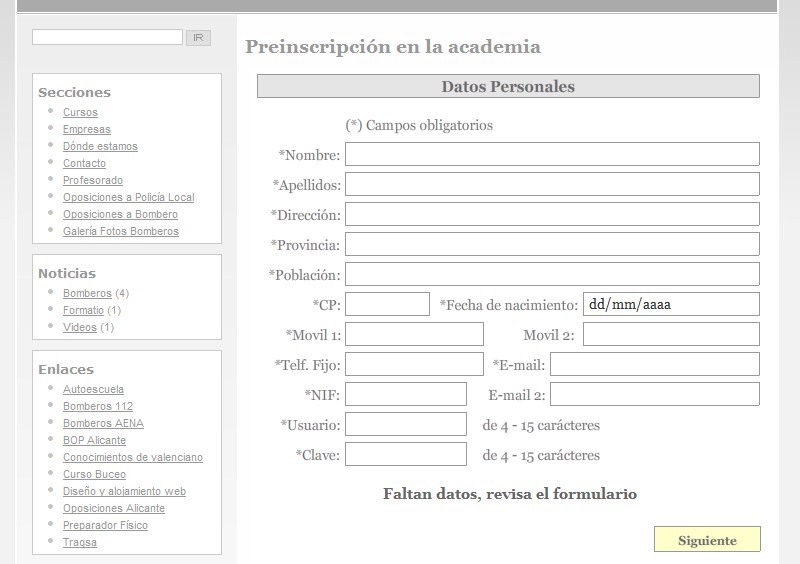 IR
Secciones
Cursos
Empresas
Dónde estamos
Contacto
Profesorado
Oposiciones a Policía Local
Oposiciones a Bombero
Galería Fotos Bomberos
Noticias
Bomberos (4)
Formatio (1)
Videos (1)
Enlaces
Autoescuela
Bomberos 112
Bomberos AENA
BOP Alicante
Conocimientos de valenciano
Curso Buceo
Diseño y alojamiento web
Oposiciones Alicante
Preparador Físico
Traqsa
Preinscripción en la academia
Datos Personales
(*) Campos obligatorios
*Nombre:
*Apellidos:
*Dirección:
*Provincia:
*Población:
*CP: *Fecha de nacimiento: dd/mm/aaaa
*Movil 1: Movil 2:
*Telf. Fijo: *E-mail:
*NIF: E-mail 2:
*Usuario: de 4 - 15 carácteres
*Clave: de 4 - 15 carácteres
Faltan datos, revisa el formulario
Siguiente